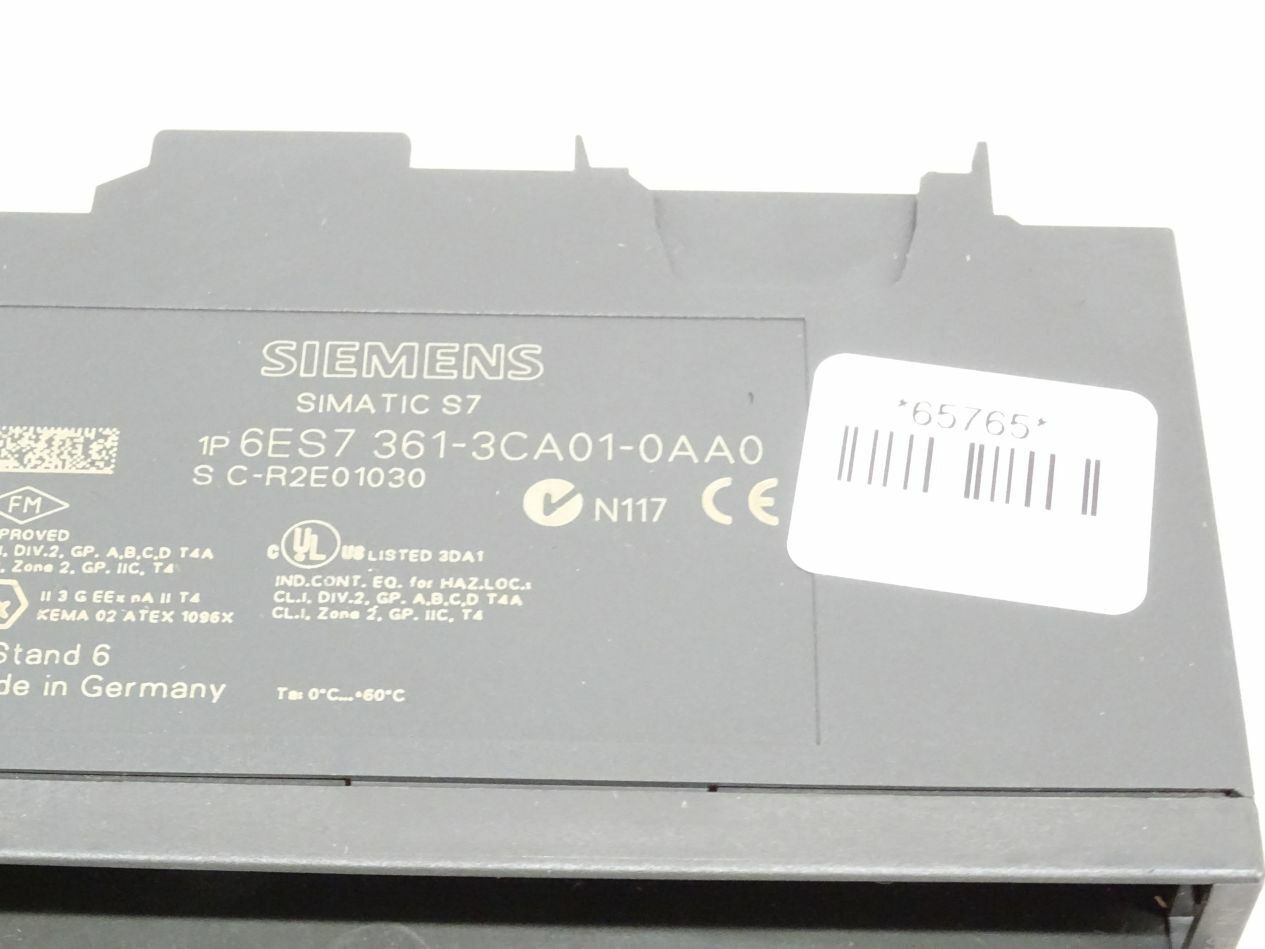 SIEMENS
SIMATIC S7
1P 6ES7 361-3CA01-0AA0
S C-R2E01030
N117 CE
*65765*
FM
PROVED
I, DIV.2, GP. A,B,C,D T4A
I, Zone 2, GP. IIC, T4
II 3 G EEx nA II T4
KEMA 02 ATEX 1096X
Stand 6
de in Germany
c UL US LISTED 3DA1
IND.CONT. EQ. for HAZ.LOC.:
CL.I, DIV.2, GP. A,B,C,D T4A
CL.I, Zone 2, GP. IIC, T4
Ta: 0°C...+60°C